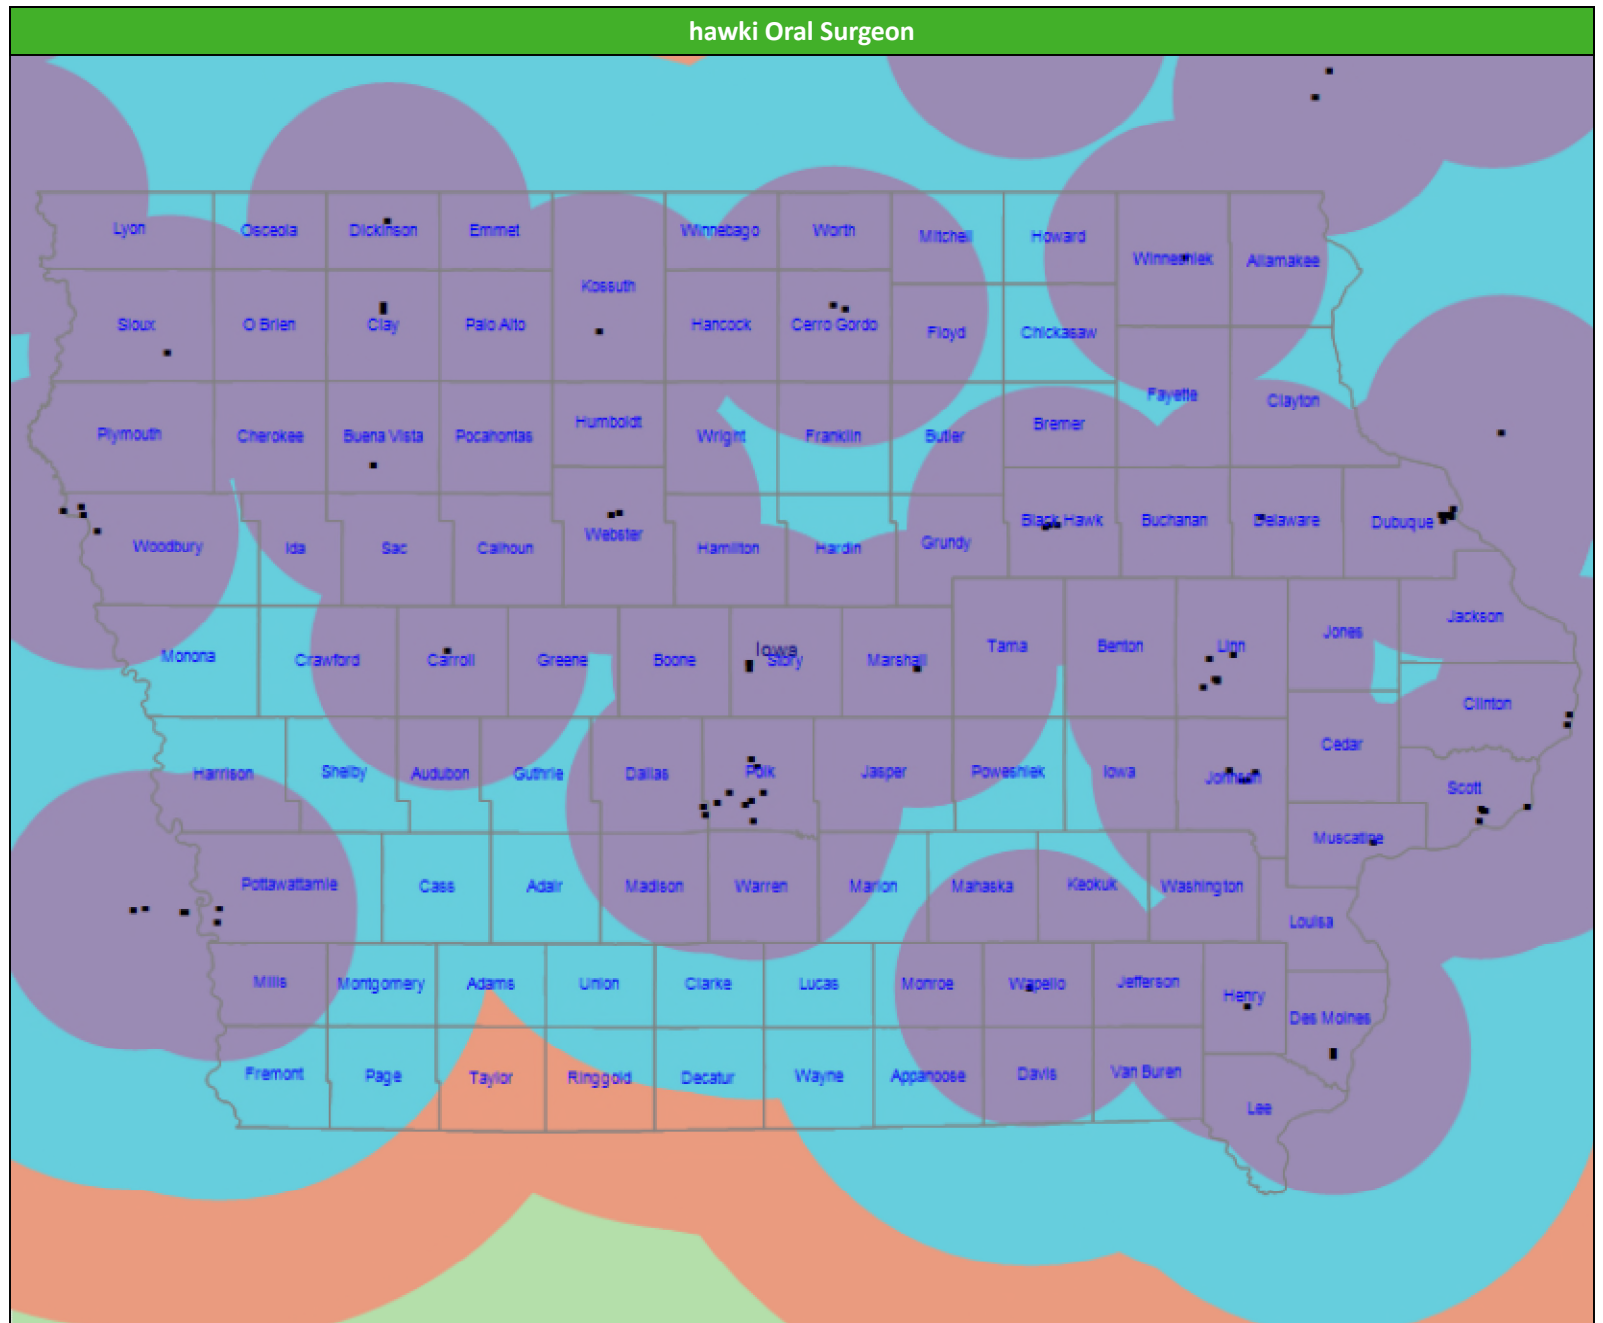 hawki Oral Surgeon
Lyon
Osceola
Dickinson
Emmet
Winnebago
Worth
Mitchell
Howard
Winneshiek
Allamakee
Kossuth
Sioux
O Brien
Clay
Palo Alto
Hancock
Cerro Gordo
Floyd
Chickasaw
Fayette
Clayton
Plymouth
Cherokee
Buena Vista
Pocahontas
Humboldt
Wright
Franklin
Butler
Bremer
Woodbury
Ida
Sac
Calhoun
Webster
Hamilton
Hardin
Grundy
Black Hawk
Buchanan
Delaware
Dubuque
Monona
Crawford
Carroll
Greene
Boone
Iowa
Story
Marshall
Tama
Benton
Linn
Jones
Jackson
Clinton
Harrison
Shelby
Audubon
Guthrie
Dallas
Polk
Jasper
Poweshiek
Iowa
Johnson
Cedar
Scott
Muscatine
Pottawattamie
Cass
Adair
Madison
Warren
Marion
Mahaska
Keokuk
Washington
Louisa
Mills
Montgomery
Adams
Union
Clarke
Lucas
Monroe
Wapello
Jefferson
Henry
Des Moines
Fremont
Page
Taylor
Ringgold
Decatur
Wayne
Appanoose
Davis
Van Buren
Lee